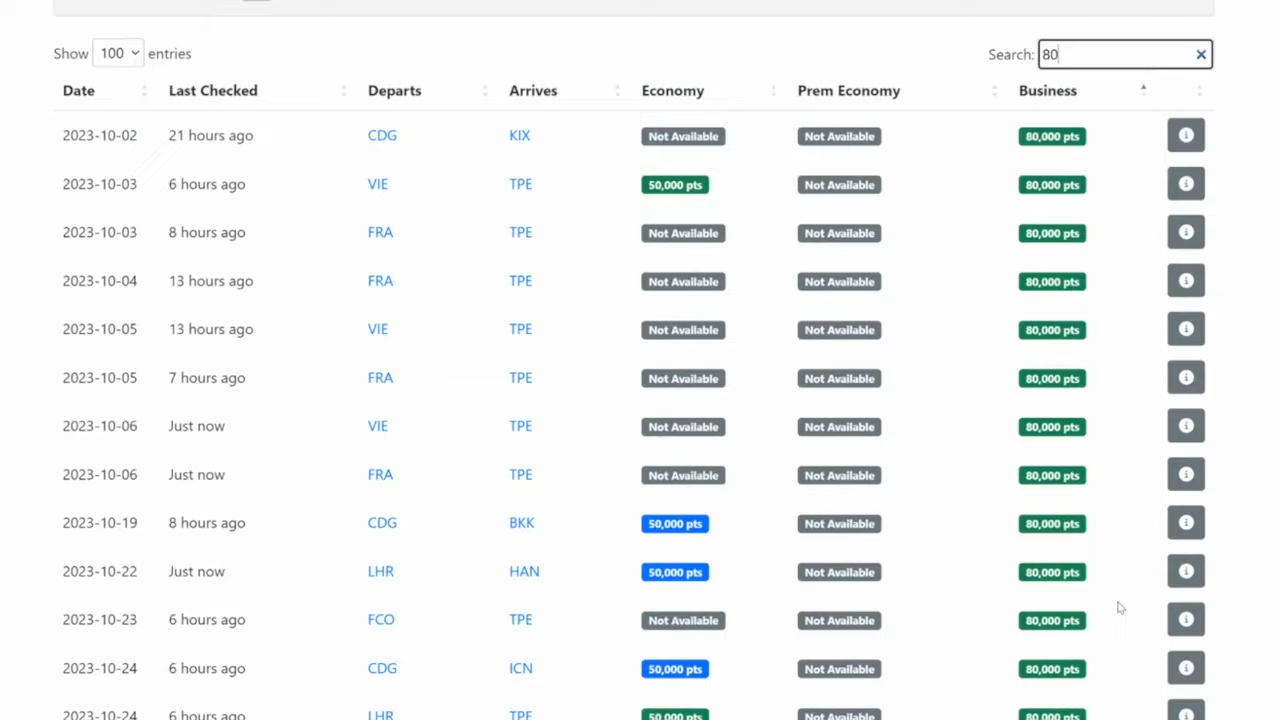 Show 100 entries Search: 80
Date Last Checked Departs Arrives Economy Prem Economy Business
2023-10-02 21 hours ago CDG KIX Not Available Not Available 80,000 pts
2023-10-03 6 hours ago VIE TPE 50,000 pts Not Available 80,000 pts
2023-10-03 8 hours ago FRA TPE Not Available Not Available 80,000 pts
2023-10-04 13 hours ago FRA TPE Not Available Not Available 80,000 pts
2023-10-05 13 hours ago VIE TPE Not Available Not Available 80,000 pts
2023-10-05 7 hours ago FRA TPE Not Available Not Available 80,000 pts
2023-10-06 Just now VIE TPE Not Available Not Available 80,000 pts
2023-10-06 Just now FRA TPE Not Available Not Available 80,000 pts
2023-10-19 8 hours ago CDG BKK 50,000 pts Not Available 80,000 pts
2023-10-22 Just now LHR HAN 50,000 pts Not Available 80,000 pts
2023-10-23 6 hours ago FCO TPE Not Available Not Available 80,000 pts
2023-10-24 6 hours ago CDG ICN 50,000 pts Not Available 80,000 pts
2023-10-24 6 hours ago LHR TPE 50,000 pts Not Available 80,000 pts